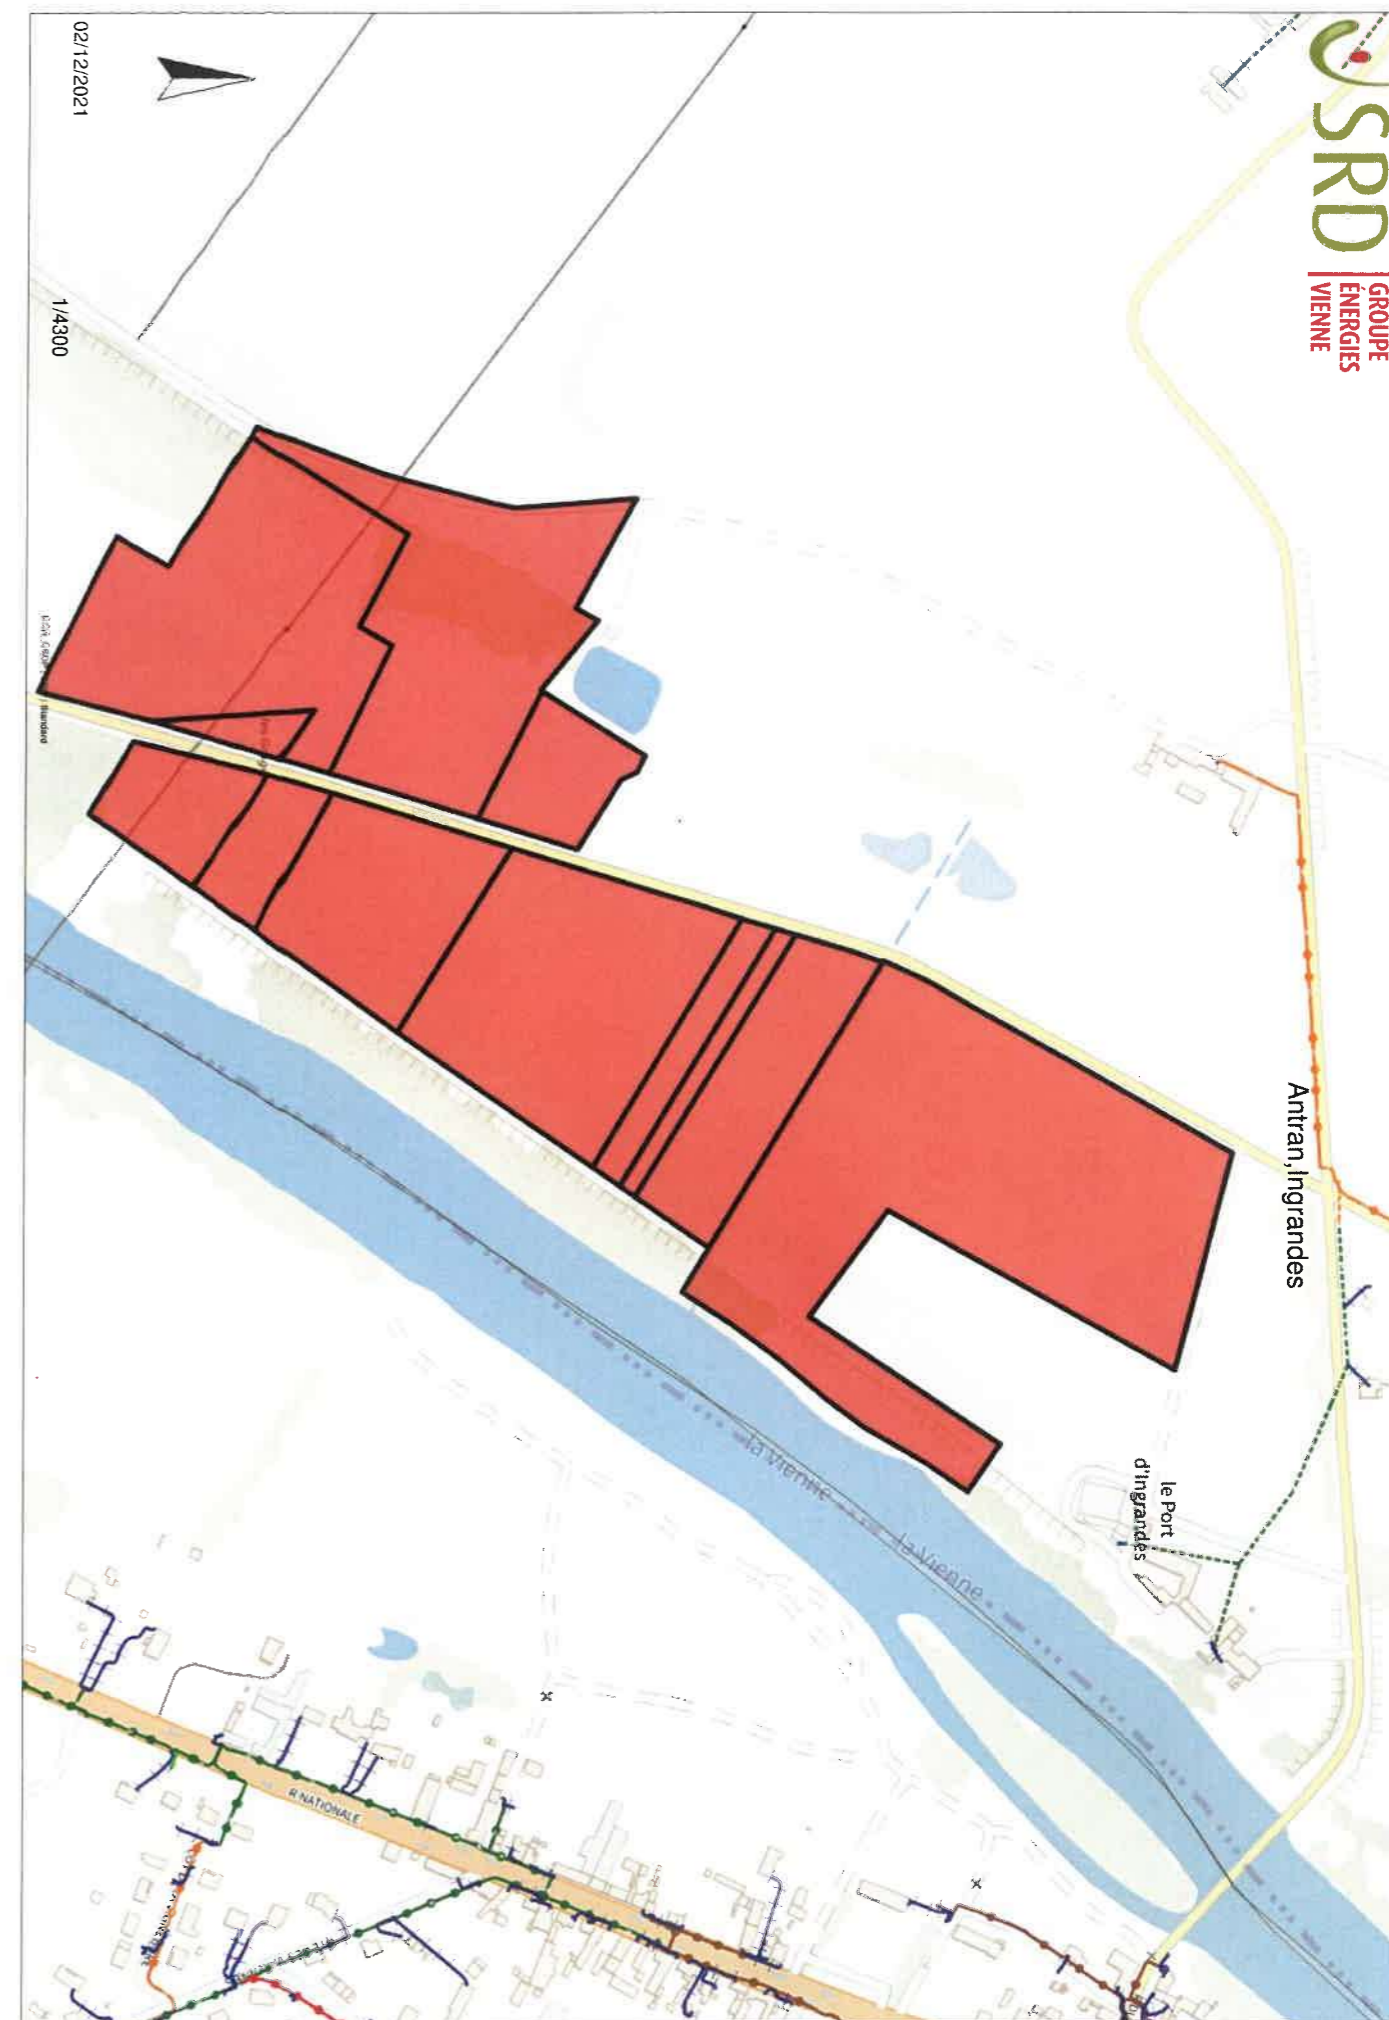 SRD
GROUPE
ÉNERGIES
VIENNE
Antran,Ingrandes
le Port
d'Ingrandes
la Vienne
la Vienne
R NATIONALE
02/12/2021
1/4300